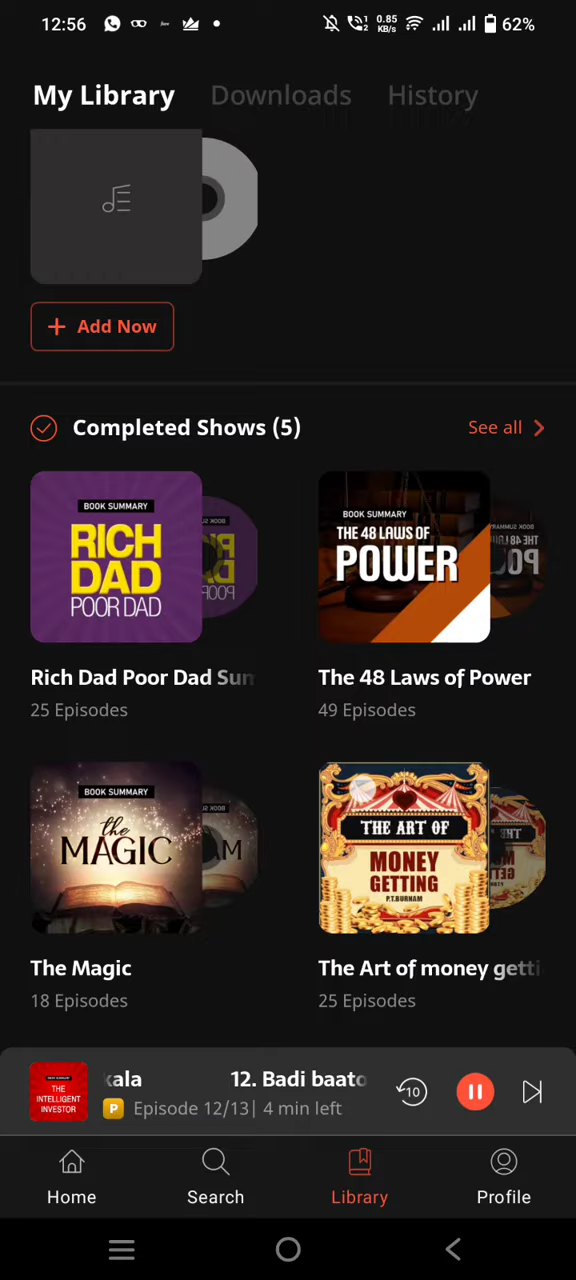 12:56
0.85
KB/s
62%
My Library
Downloads
History
+ Add Now
Completed Shows (5)
See all
BOOK SUMMARY
RICH
DAD
POOR DAD
Rich Dad Poor Dad Sum
25 Episodes
BOOK SUMMARY
THE 48 LAWS OF
POWER
The 48 Laws of Power
49 Episodes
BOOK SUMMARY
the
MAGIC
The Magic
18 Episodes
THE ART OF
MONEY
GETTING
P.T.BURNAM
The Art of money getti
25 Episodes
THE
INTELLIGENT
INVESTOR
kala
12. Badi baato
P Episode 12/13| 4 min left
10
Home
Search
Library
Profile